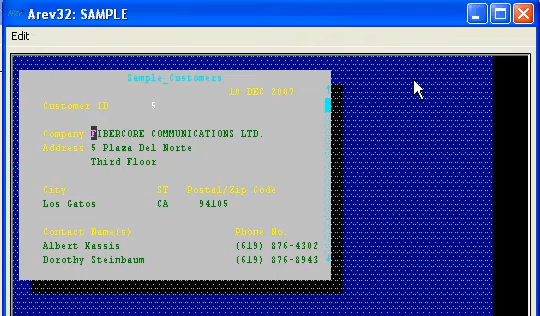 Arev32: SAMPLE
Edit
Sample_Customers
10-DEC 2007
Customer ID 5
Company FIBERCORE COMMUNICATIONS LTD.
Address 5 Plaza Del Norte
Third Floor
City ST Postal/Zip Code
Los Gatos CA 94105
Contact Name(s) Phone No.
Albert Kassis (619) 876-4302
Dorothy Steinbaum (619) 876-8943